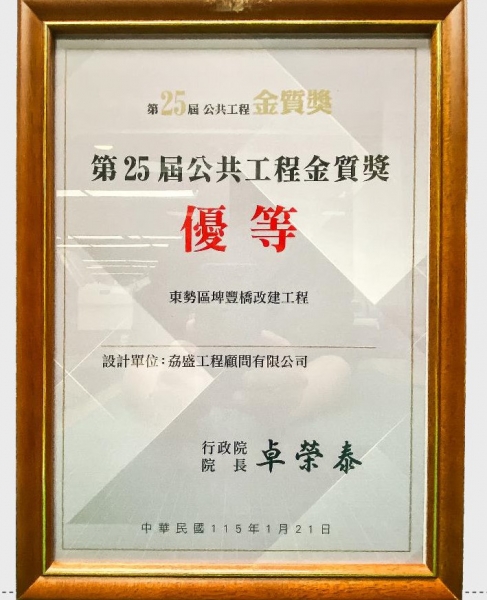 第25屆公共工程金質獎
第25屆公共工程金質獎
優等
東勢區埤豐橋改建工程
設計單位：劦盛工程顧問有限公司
行政院
院長 卓榮泰
中華民國115年1月21日